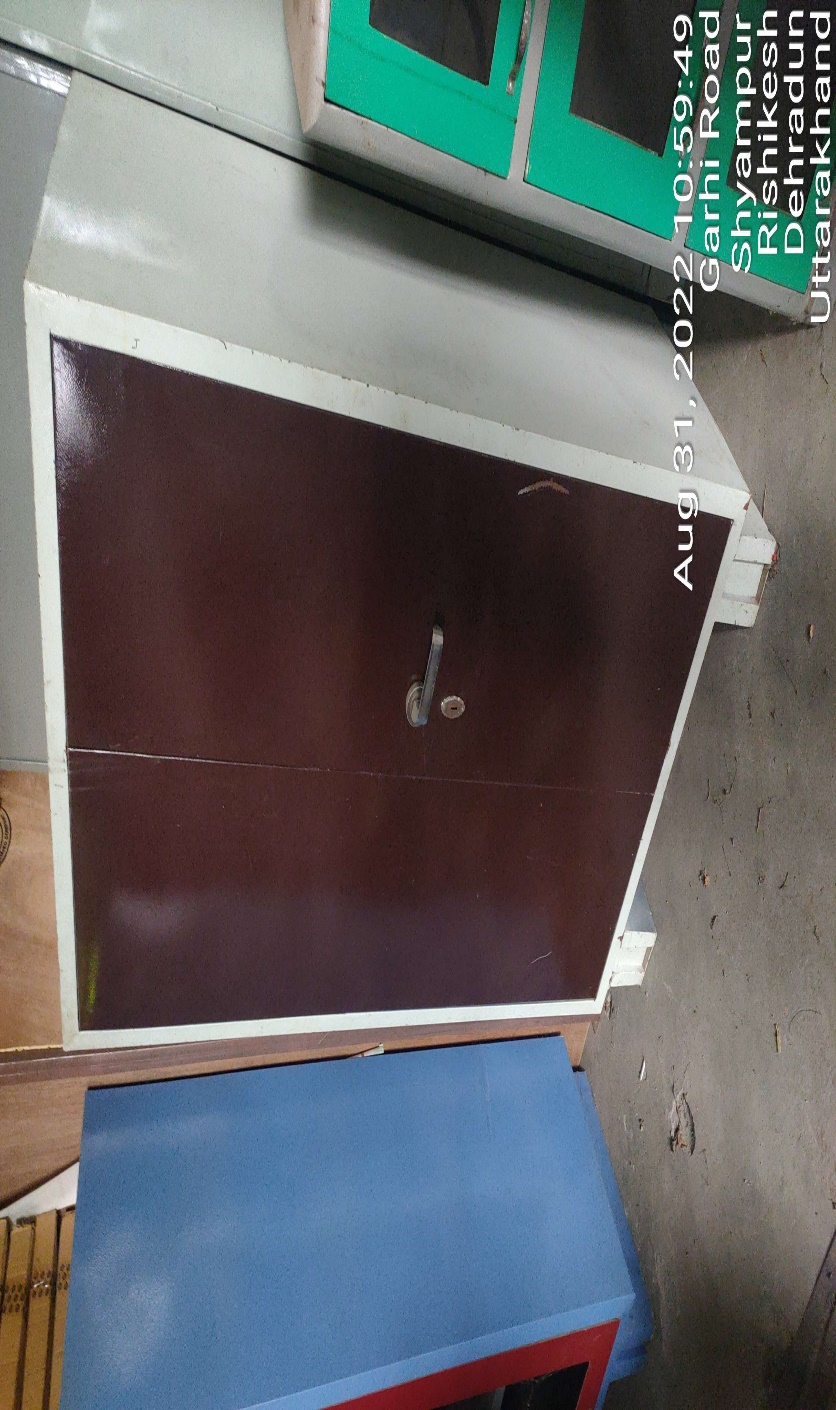 Aug 31, 2022 10:59:49
Garhi Road
Shyampur
Rishikesh
Dehradun
Uttarakhand